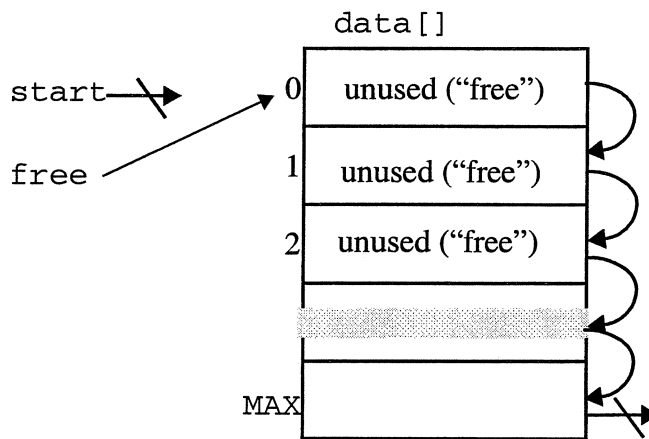 data[]
start
0 unused (“free”)
free
1 unused (“free”)
2 unused (“free”)
MAX